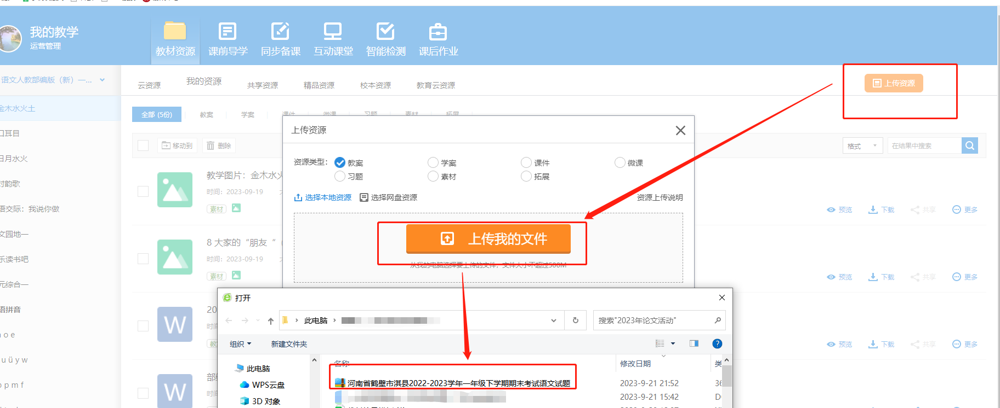 我的教学
运营管理
教材资源
课前导学
同步备课
互动课堂
智能检测
课后作业
语文人教部编版（新）一...
云资源
我的资源
共享资源
精品资源
校本资源
教育云资源
上传资源
金木水火土
全部 (5份)
教案
学案
课件
微课
习题
素材
拓展
口耳目
移动到
删除
格式
在结果中搜索
日月水火
对韵歌
语交际：我说你做
文园地一
乐读书吧
元综合一
语拼音
o e
u ü y w
p m f
教学图片：金木水火
时间：2023-09-19
素材
预览
下载
共享
更多
8 大家的“朋友“
时间：2023-09-19
素材
预览
下载
共享
更多
W
20
时间
预览
下载
共享
更多
W
部编
时间
上传资源
资源类型：
教案
学案
课件
微课
习题
素材
拓展
选择本地资源
选择网盘资源
资源上传说明
上传我的文件
从我的电脑选择要上传的文件，文件大小不超过500M
打开
此电脑
搜索"2023年论文活动"
组织
新建文件夹
此电脑
WPS云盘
3D 对象
名称
修改日期
类
河南省鹤壁市淇县2022-2023学年一年级下学期期末考试语文试题
2023-9-21 21:52
36
2023-9-21 15:42
D